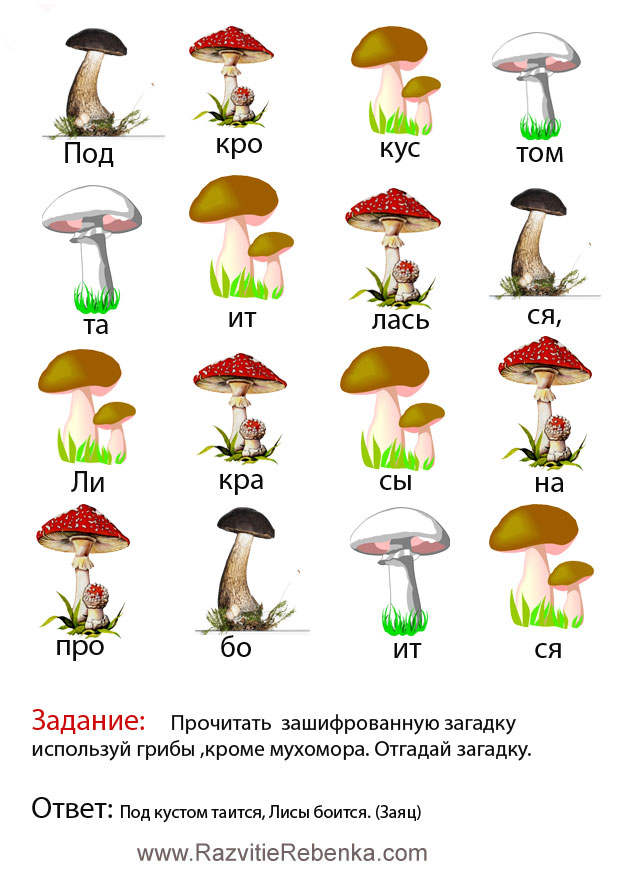 Под кро кус том
та ит лась ся,
Ли кра сы на
про бо ит ся
Задание: Прочитать зашифрованную загадку
используй грибы ,кроме мухомора. Отгадай загадку.
Ответ: Под кустом таится, Лисы боится. (Заяц)
www.RazvitieRebenka.com